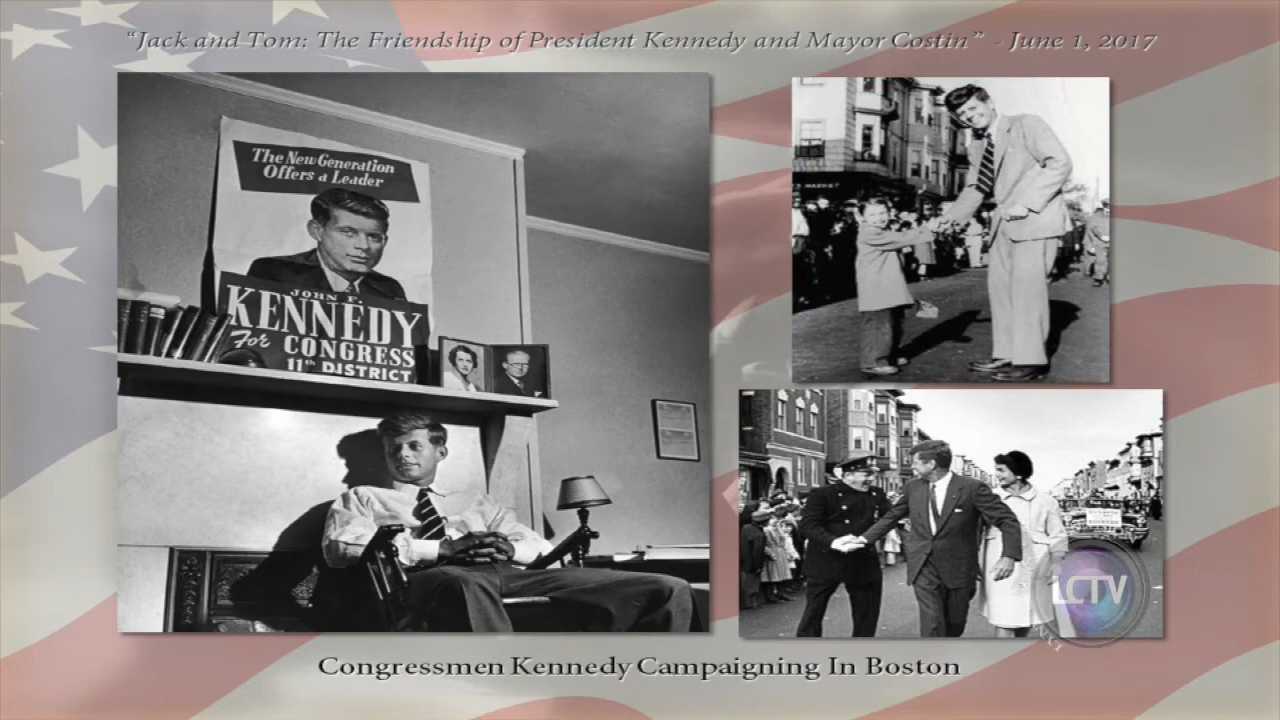 "Jack and Tom: The Friendship of President Kennedy and Mayor Costin" - June 1, 2017
The New Generation
Offers a Leader
JOHN F.
KENNEDY
For CONGRESS
11TH DISTRICT
MARKET
LCTV
Congressmen Kennedy Campaigning In Boston